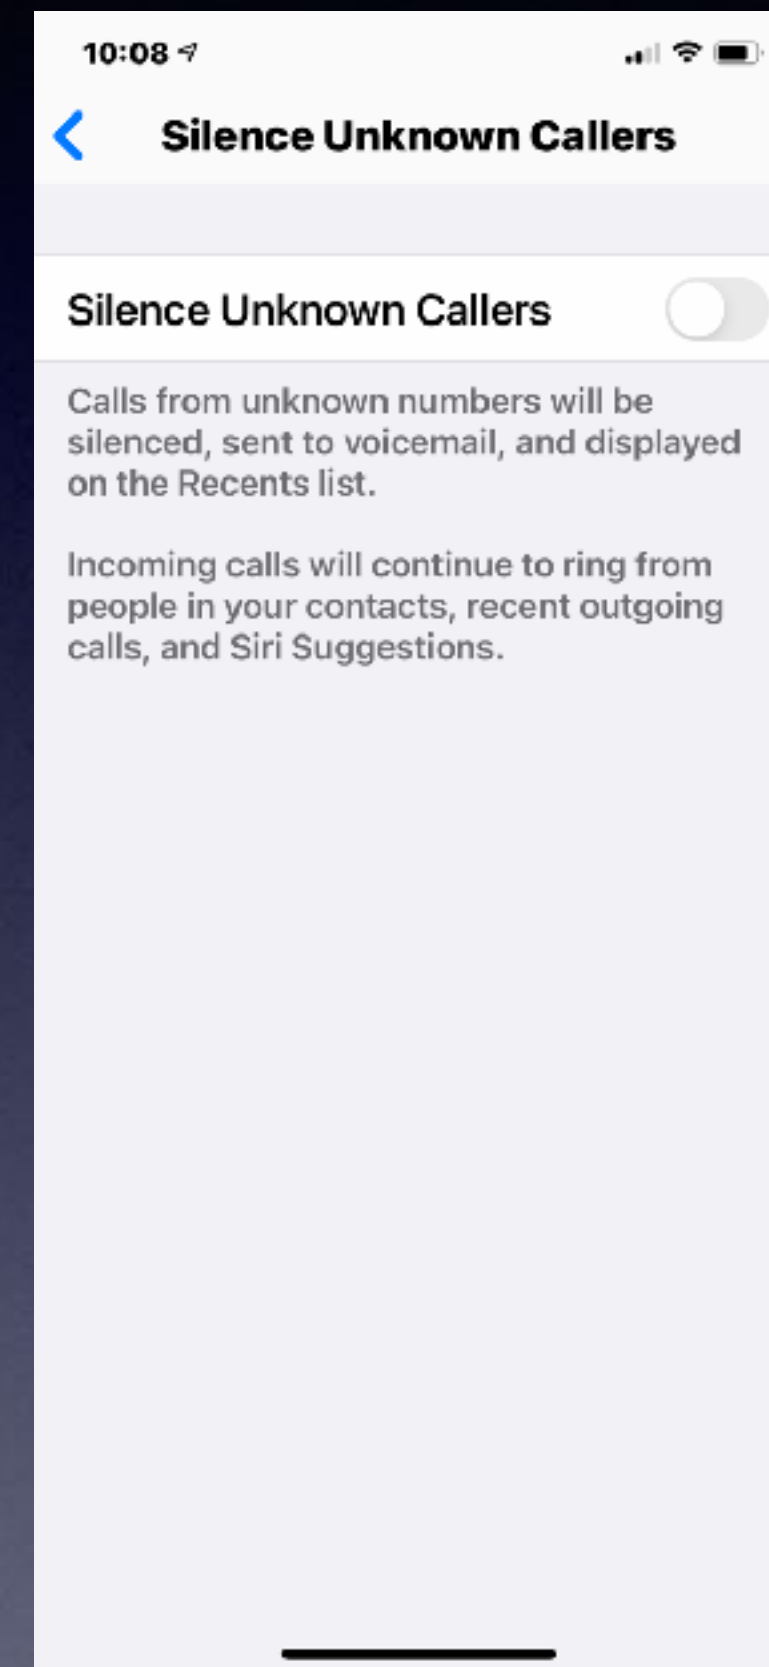 10:08
Silence Unknown Callers
Silence Unknown Callers
Calls from unknown numbers will be
silenced, sent to voicemail, and displayed
on the Recents list.
Incoming calls will continue to ring from
people in your contacts, recent outgoing
calls, and Siri Suggestions.